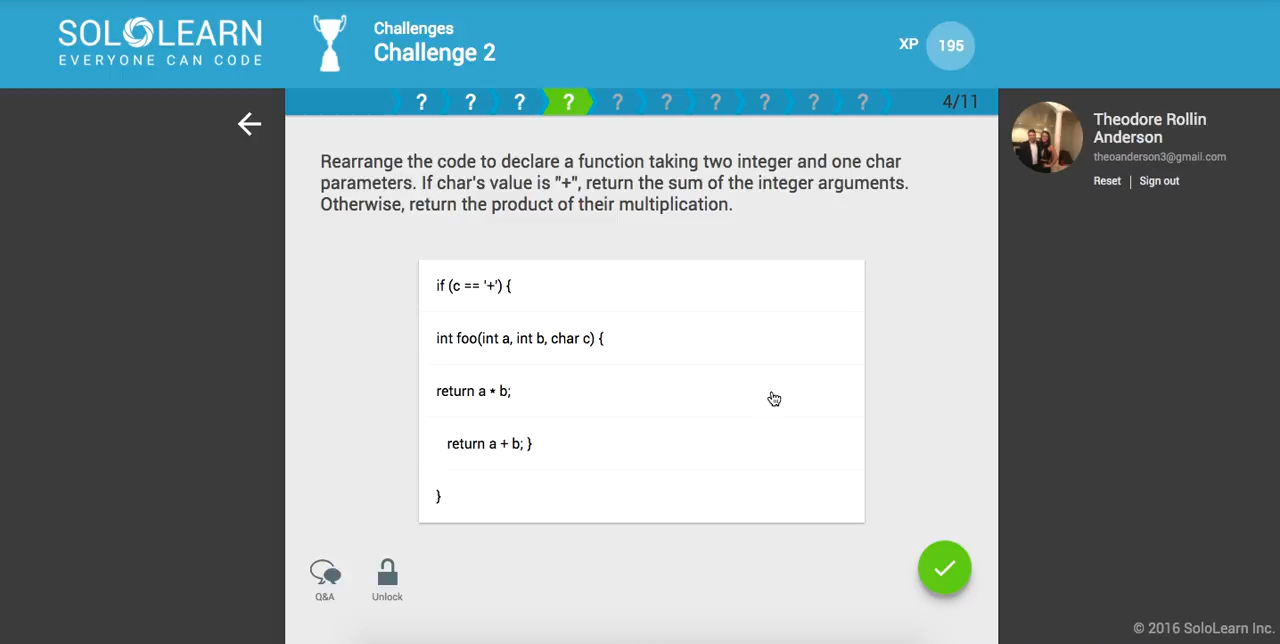 SOLOLEARN
EVERYONE CAN CODE
Challenges
Challenge 2
XP 195
? ? ? ? ? ? ? ? ? ? 4/11
Theodore Rollin
Anderson
theoanderson3@gmail.com
Reset | Sign out
Rearrange the code to declare a function taking two integer and one char
parameters. If char's value is "+", return the sum of the integer arguments.
Otherwise, return the product of their multiplication.
if (c == '+') {
int foo(int a, int b, char c) {
return a * b;
return a + b; }
}
Q&A
Unlock
© 2016 SoloLearn Inc.